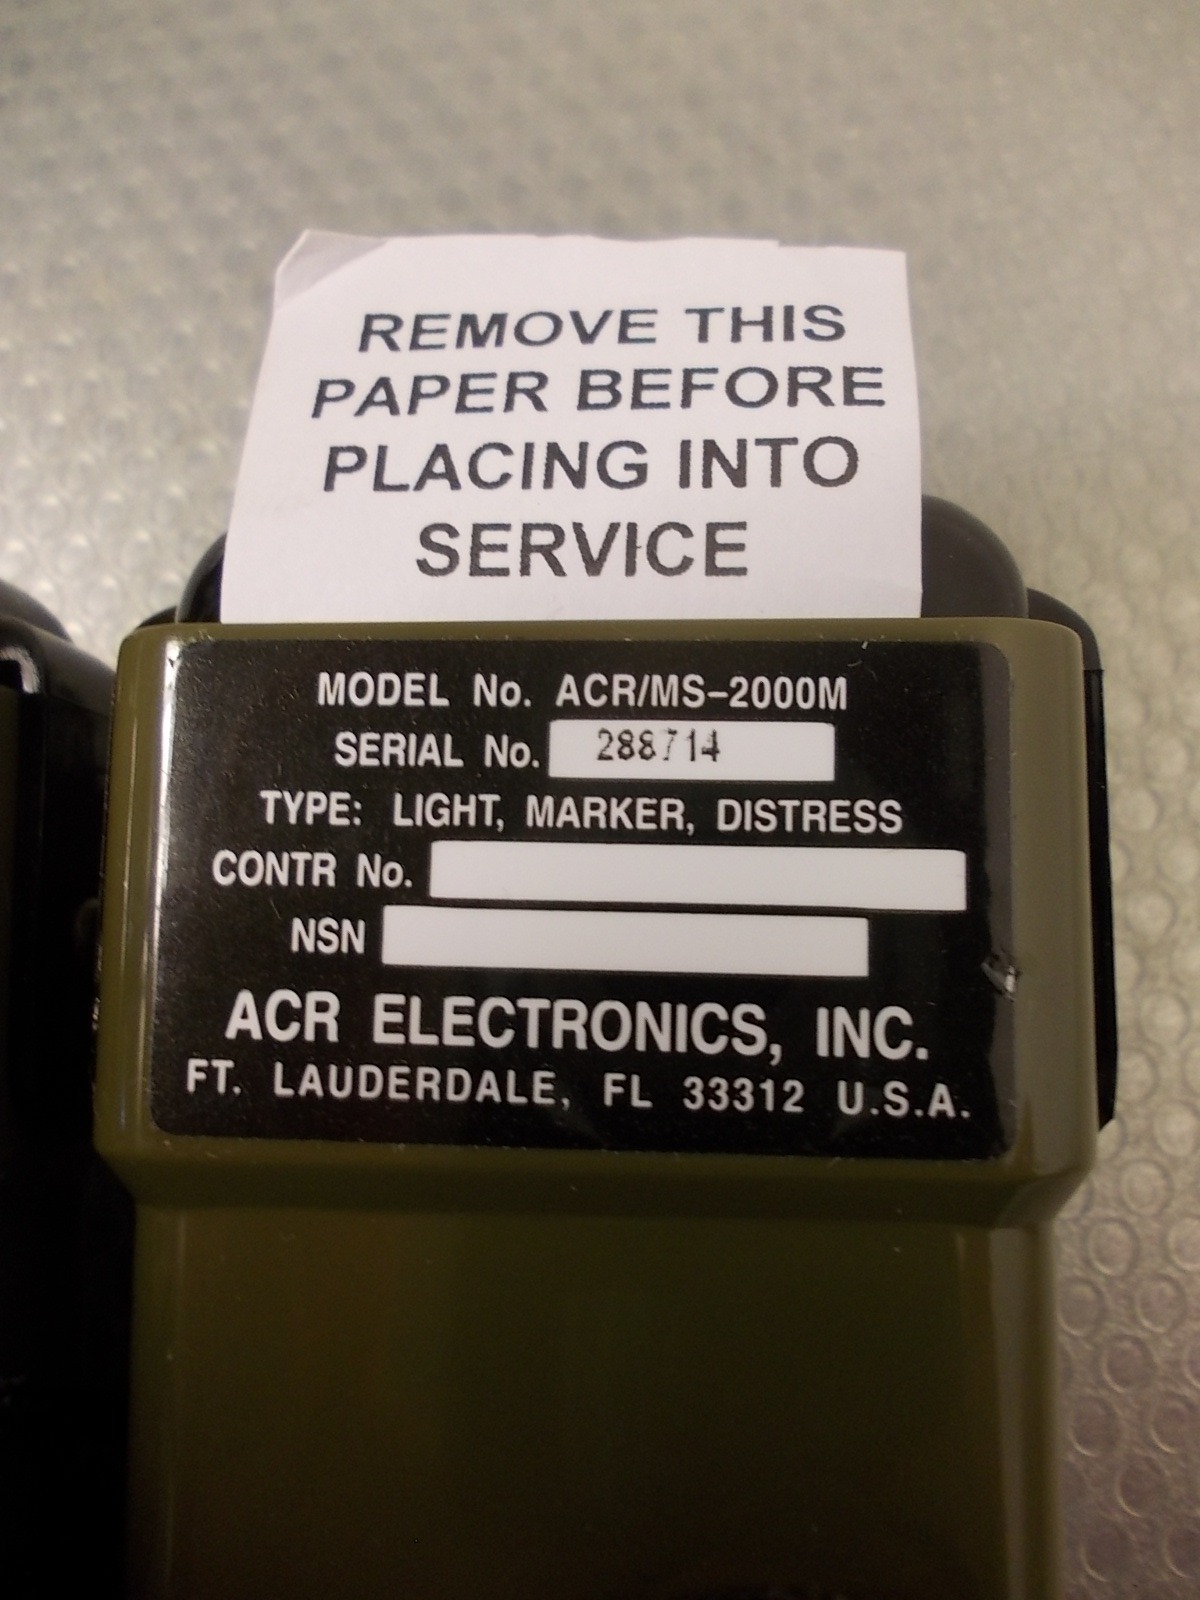 REMOVE THIS
PAPER BEFORE
PLACING INTO
SERVICE
MODEL No. ACR/MS-2000M
SERIAL No. 288714
TYPE: LIGHT, MARKER, DISTRESS
CONTR No.
NSN
ACR ELECTRONICS, INC.
FT. LAUDERDALE, FL 33312 U.S.A.